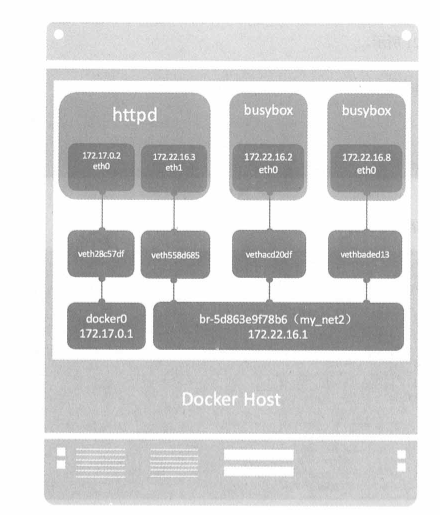 httpd
busybox
busybox
172.17.0.2
eth0
172.22.16.3
eth1
172.22.16.2
eth0
172.22.16.8
eth0
veth28c57df
veth558d685
vethacd20df
vethbaded13
docker0
172.17.0.1
br-5d863e9f78b6（my_net2）
172.22.16.1
Docker Host